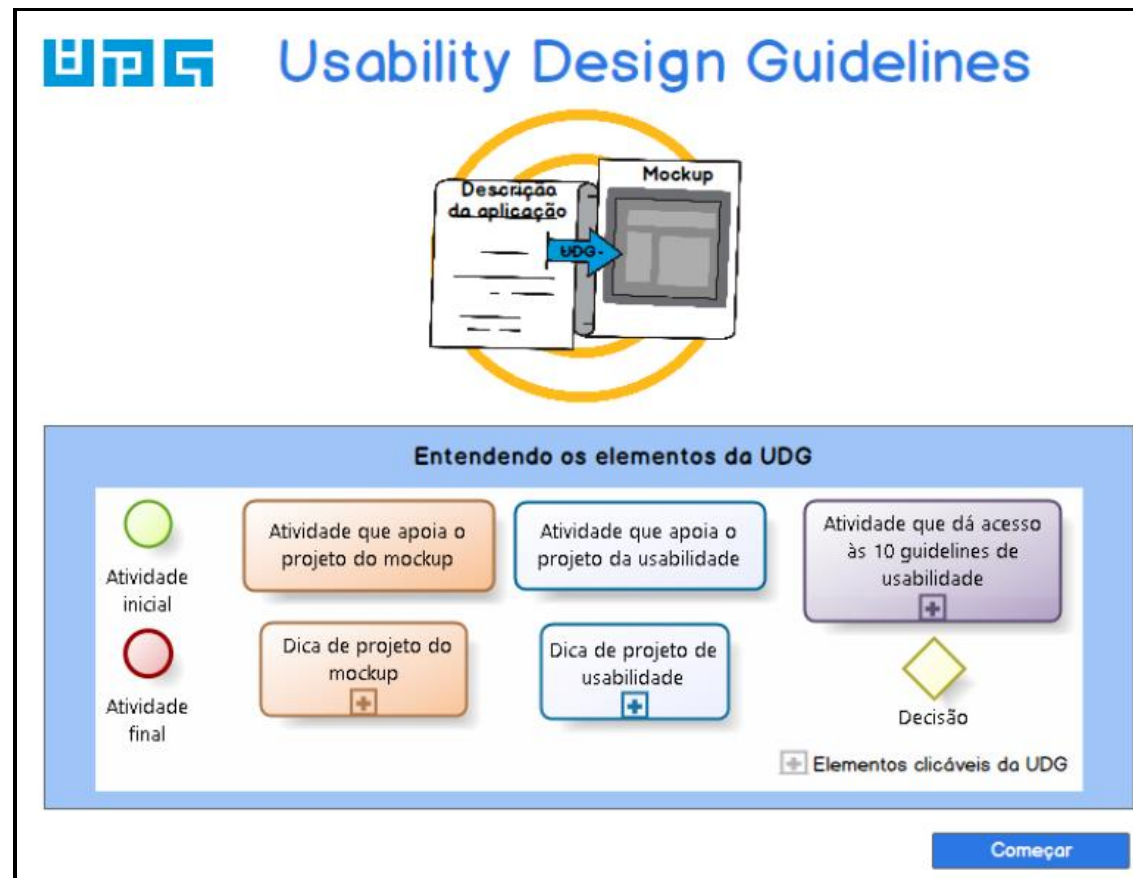 UDG
Usability Design Guidelines
Descrição
da aplicação
Mockup
UDG
Entendendo os elementos da UDG
Atividade
inicial
Atividade que apoia o
projeto do mockup
Atividade que apoia o
projeto da usabilidade
Atividade que dá acesso
às 10 guidelines de
usabilidade
Atividade
final
Dica de projeto do
mockup
Dica de projeto de
usabilidade
Decisão
Elementos clicáveis da UDG
Começar